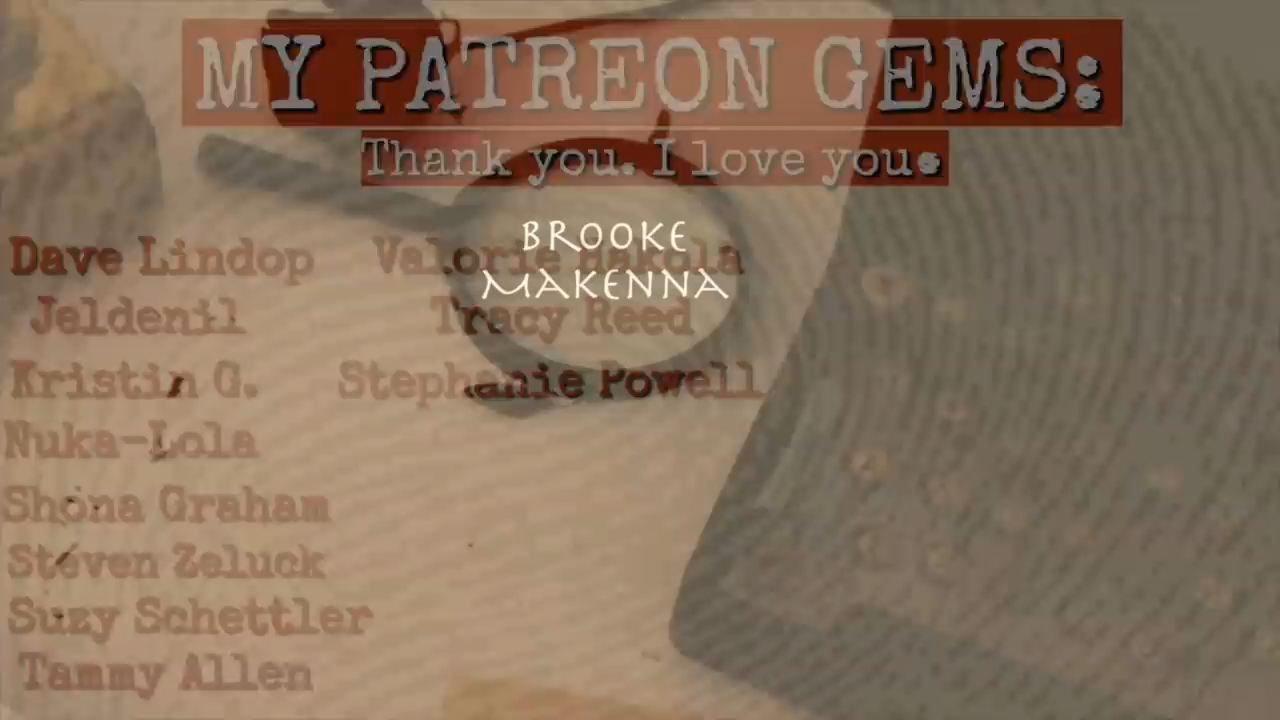 MY PATREON GEMS:
Thank you. I love you.
BROOKE
MAKENNA
Dave Lindop
Valorie Hakola
Jeldenil
Tracy Reed
Kristin G.
Stephanie Powell
Nuka-Lola
Shona Graham
Steven Zeluck
Suzy Schettler
Tammy Allen